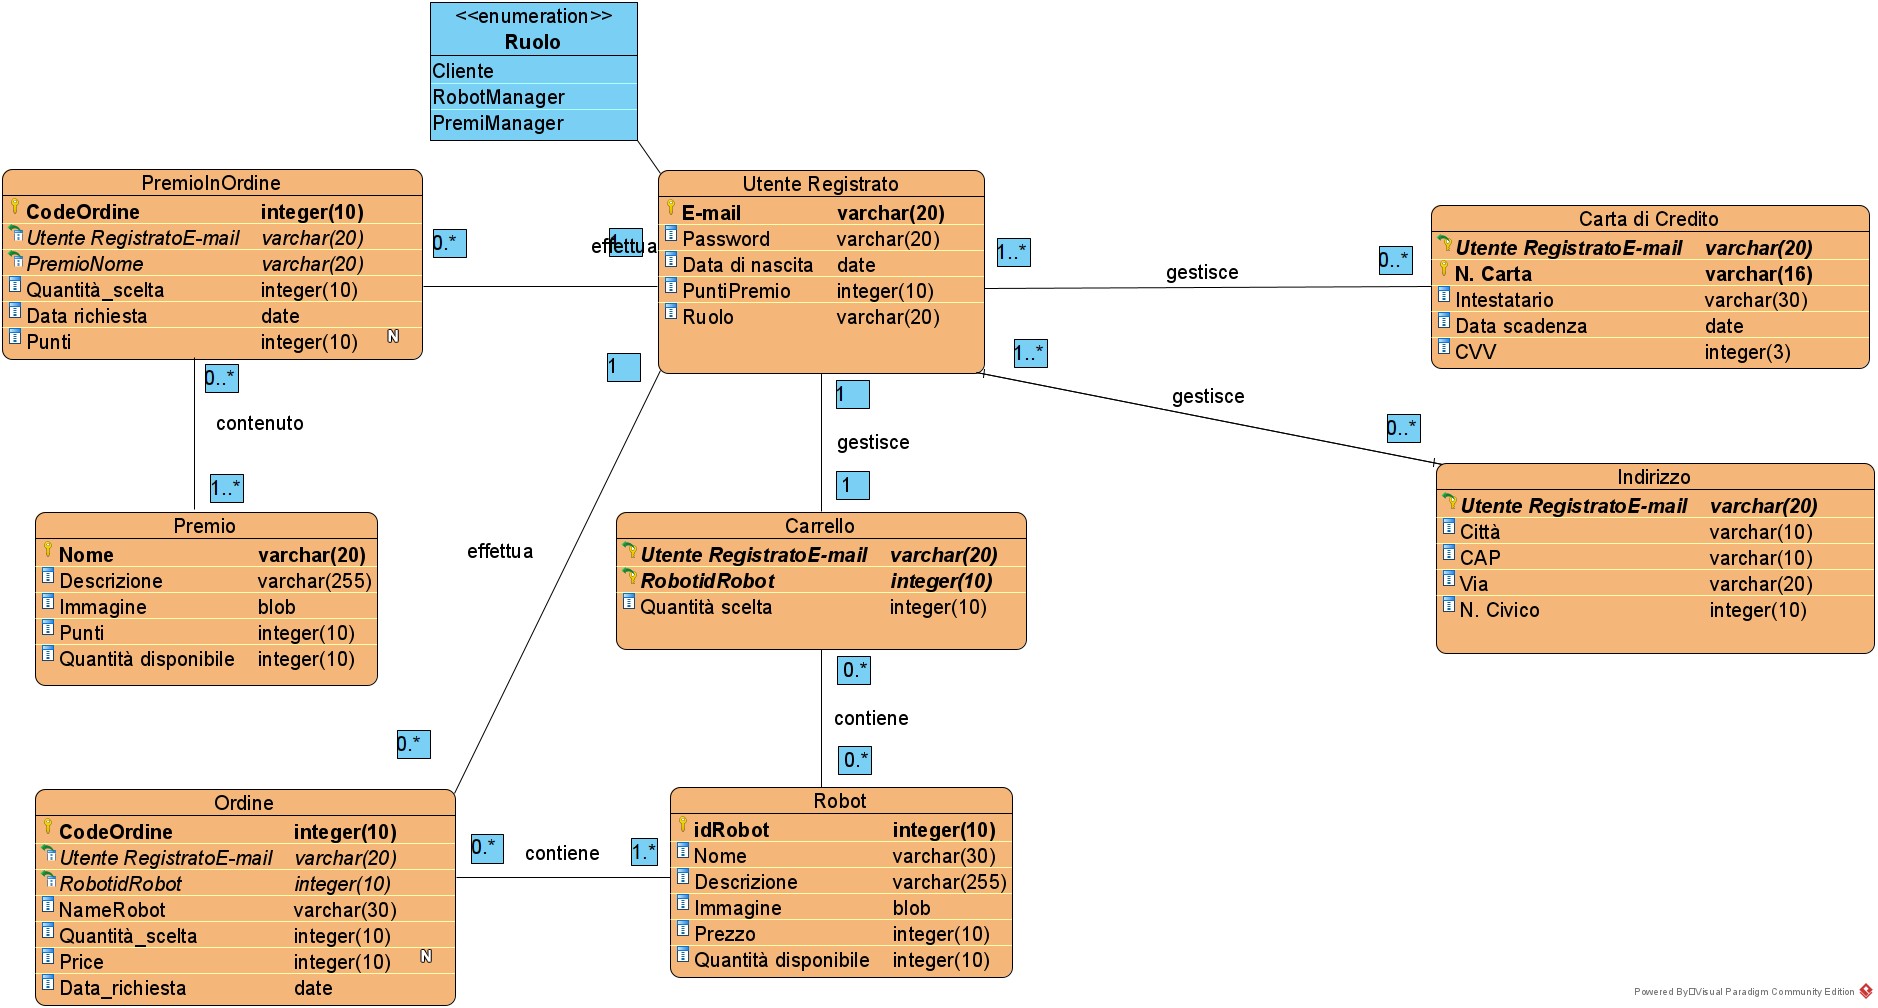 <<enumeration>>
Ruolo
Cliente
RobotManager
PremiManager
PremioInOrdine
CodeOrdine integer(10)
Utente RegistratoE-mail varchar(20)
PremioNome varchar(20)
Quantità_scelta integer(10)
Data richiesta date
Punti integer(10) N
0.*
effettua
1
Utente Registrato
E-mail varchar(20)
Password varchar(20)
Data di nascita date
PuntiPremio integer(10)
Ruolo varchar(20)
1..*
gestisce
0..*
Carta di Credito
Utente RegistratoE-mail varchar(20)
N. Carta varchar(16)
Intestatario varchar(30)
Data scadenza date
CVV integer(3)
0..*
contenuto
1..*
1
1
gestisce
1
1..*
gestisce
0..*
Indirizzo
Utente RegistratoE-mail varchar(20)
Città varchar(10)
CAP varchar(10)
Via varchar(20)
N. Civico integer(10)
Premio
Nome varchar(20)
Descrizione varchar(255)
Immagine blob
Punti integer(10)
Quantità disponibile integer(10)
effettua
0.*
Carrello
Utente RegistratoE-mail varchar(20)
RobotidRobot integer(10)
Quantità scelta integer(10)
0.*
contiene
0.*
Ordine
CodeOrdine integer(10)
Utente RegistratoE-mail varchar(20)
RobotidRobot integer(10)
NameRobot varchar(30)
Quantità_scelta integer(10)
Price integer(10) N
Data_richiesta date
0.*
contiene
1.*
Robot
idRobot integer(10)
Nome varchar(30)
Descrizione varchar(255)
Immagine blob
Prezzo integer(10)
Quantità disponibile integer(10)
Powered By Visual Paradigm Community Edition